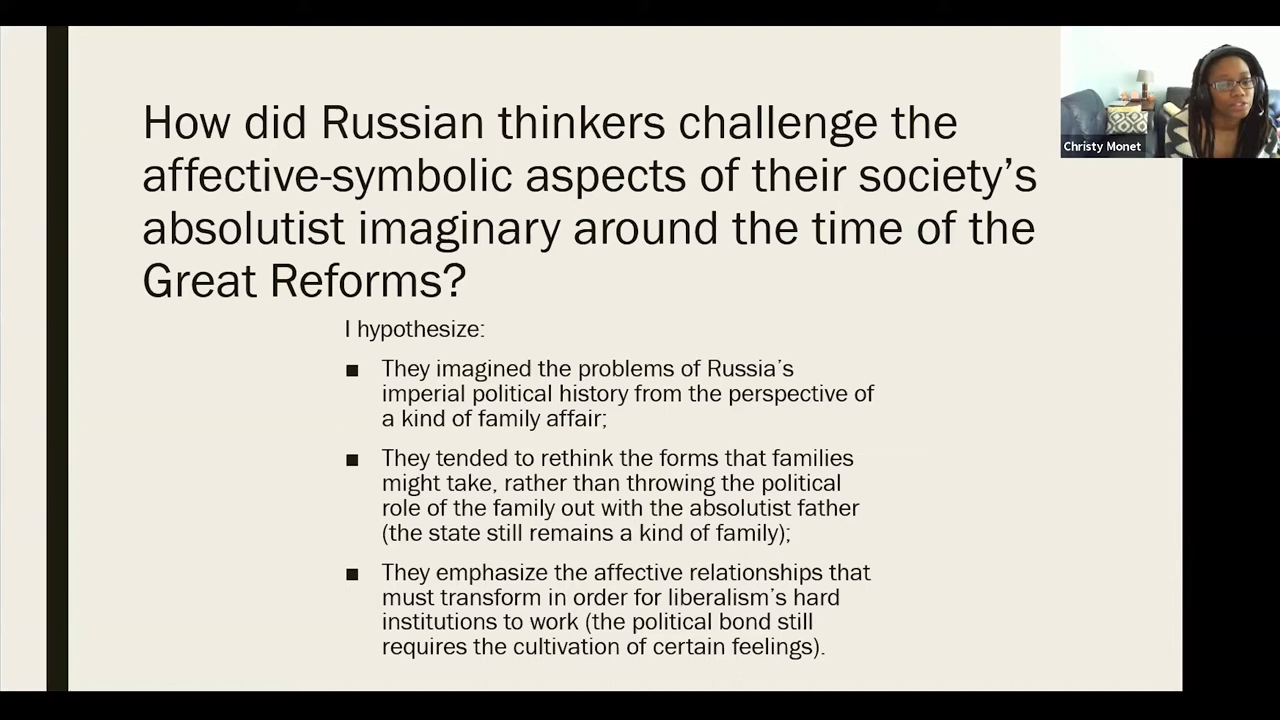 How did Russian thinkers challenge the
affective-symbolic aspects of their society’s
absolutist imaginary around the time of the
Great Reforms?
I hypothesize:
■ They imagined the problems of Russia’s
imperial political history from the perspective of
a kind of family affair;
■ They tended to rethink the forms that families
might take, rather than throwing the political
role of the family out with the absolutist father
(the state still remains a kind of family);
■ They emphasize the affective relationships that
must transform in order for liberalism’s hard
institutions to work (the political bond still
requires the cultivation of certain feelings).
Christy Monet